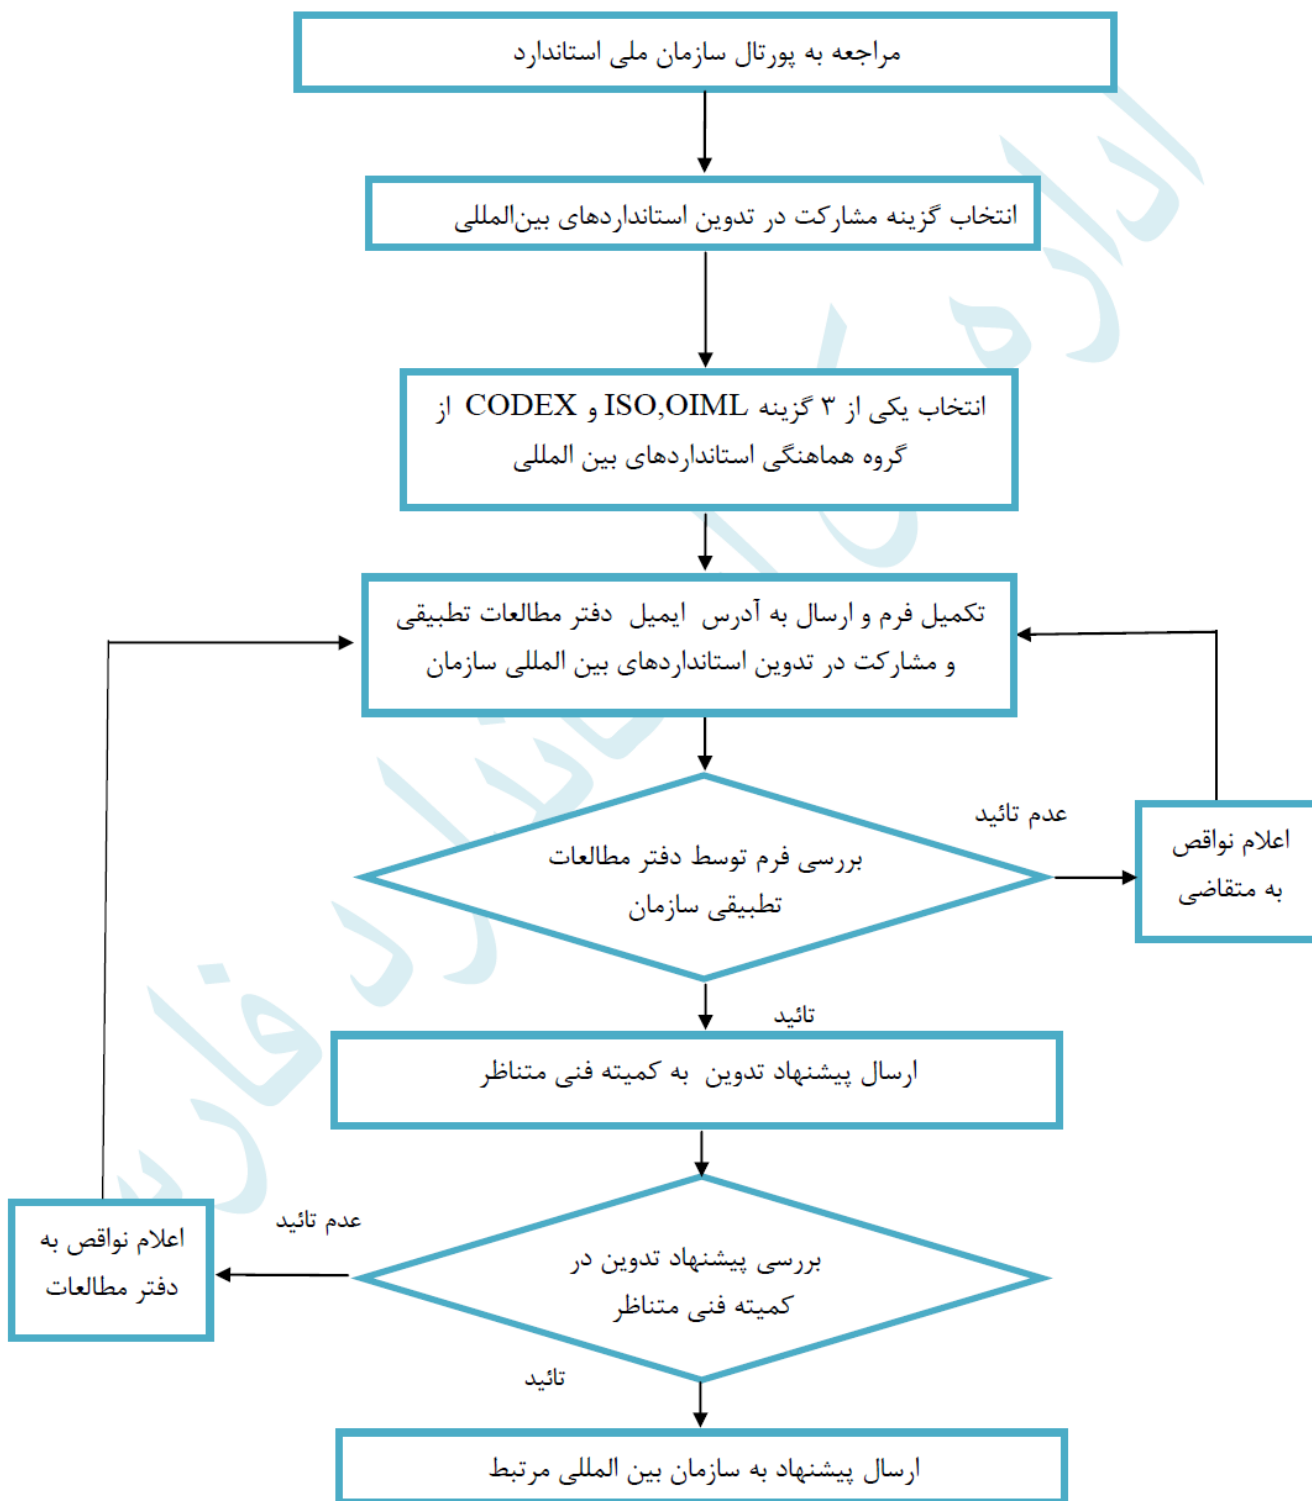 مراجعه به پورتال سازمان ملی استاندارد
انتخاب گزینه مشارکت در تدوین استانداردهای بین‌المللی
انتخاب یکی از ۳ گزینه ISO,OIML و CODEX از
گروه هماهنگی استانداردهای بین المللی
تکمیل فرم و ارسال به آدرس ایمیل دفتر مطالعات تطبیقی
و مشارکت در تدوین استانداردهای بین المللی سازمان
عدم تائید
اعلام نواقص
به متقاضی
بررسی فرم توسط دفتر مطالعات
تطبیقی سازمان
تائید
ارسال پیشنهاد تدوین به کمیته فنی متناظر
بررسی پیشنهاد تدوین در
کمیته فنی متناظر
عدم تائید
اعلام نواقص به
دفتر مطالعات
تائید
ارسال پیشنهاد به سازمان بین المللی مرتبط
اداره
فارس